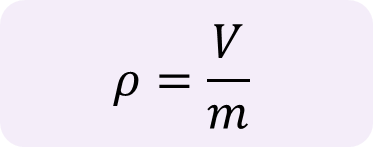 ρ = V/m